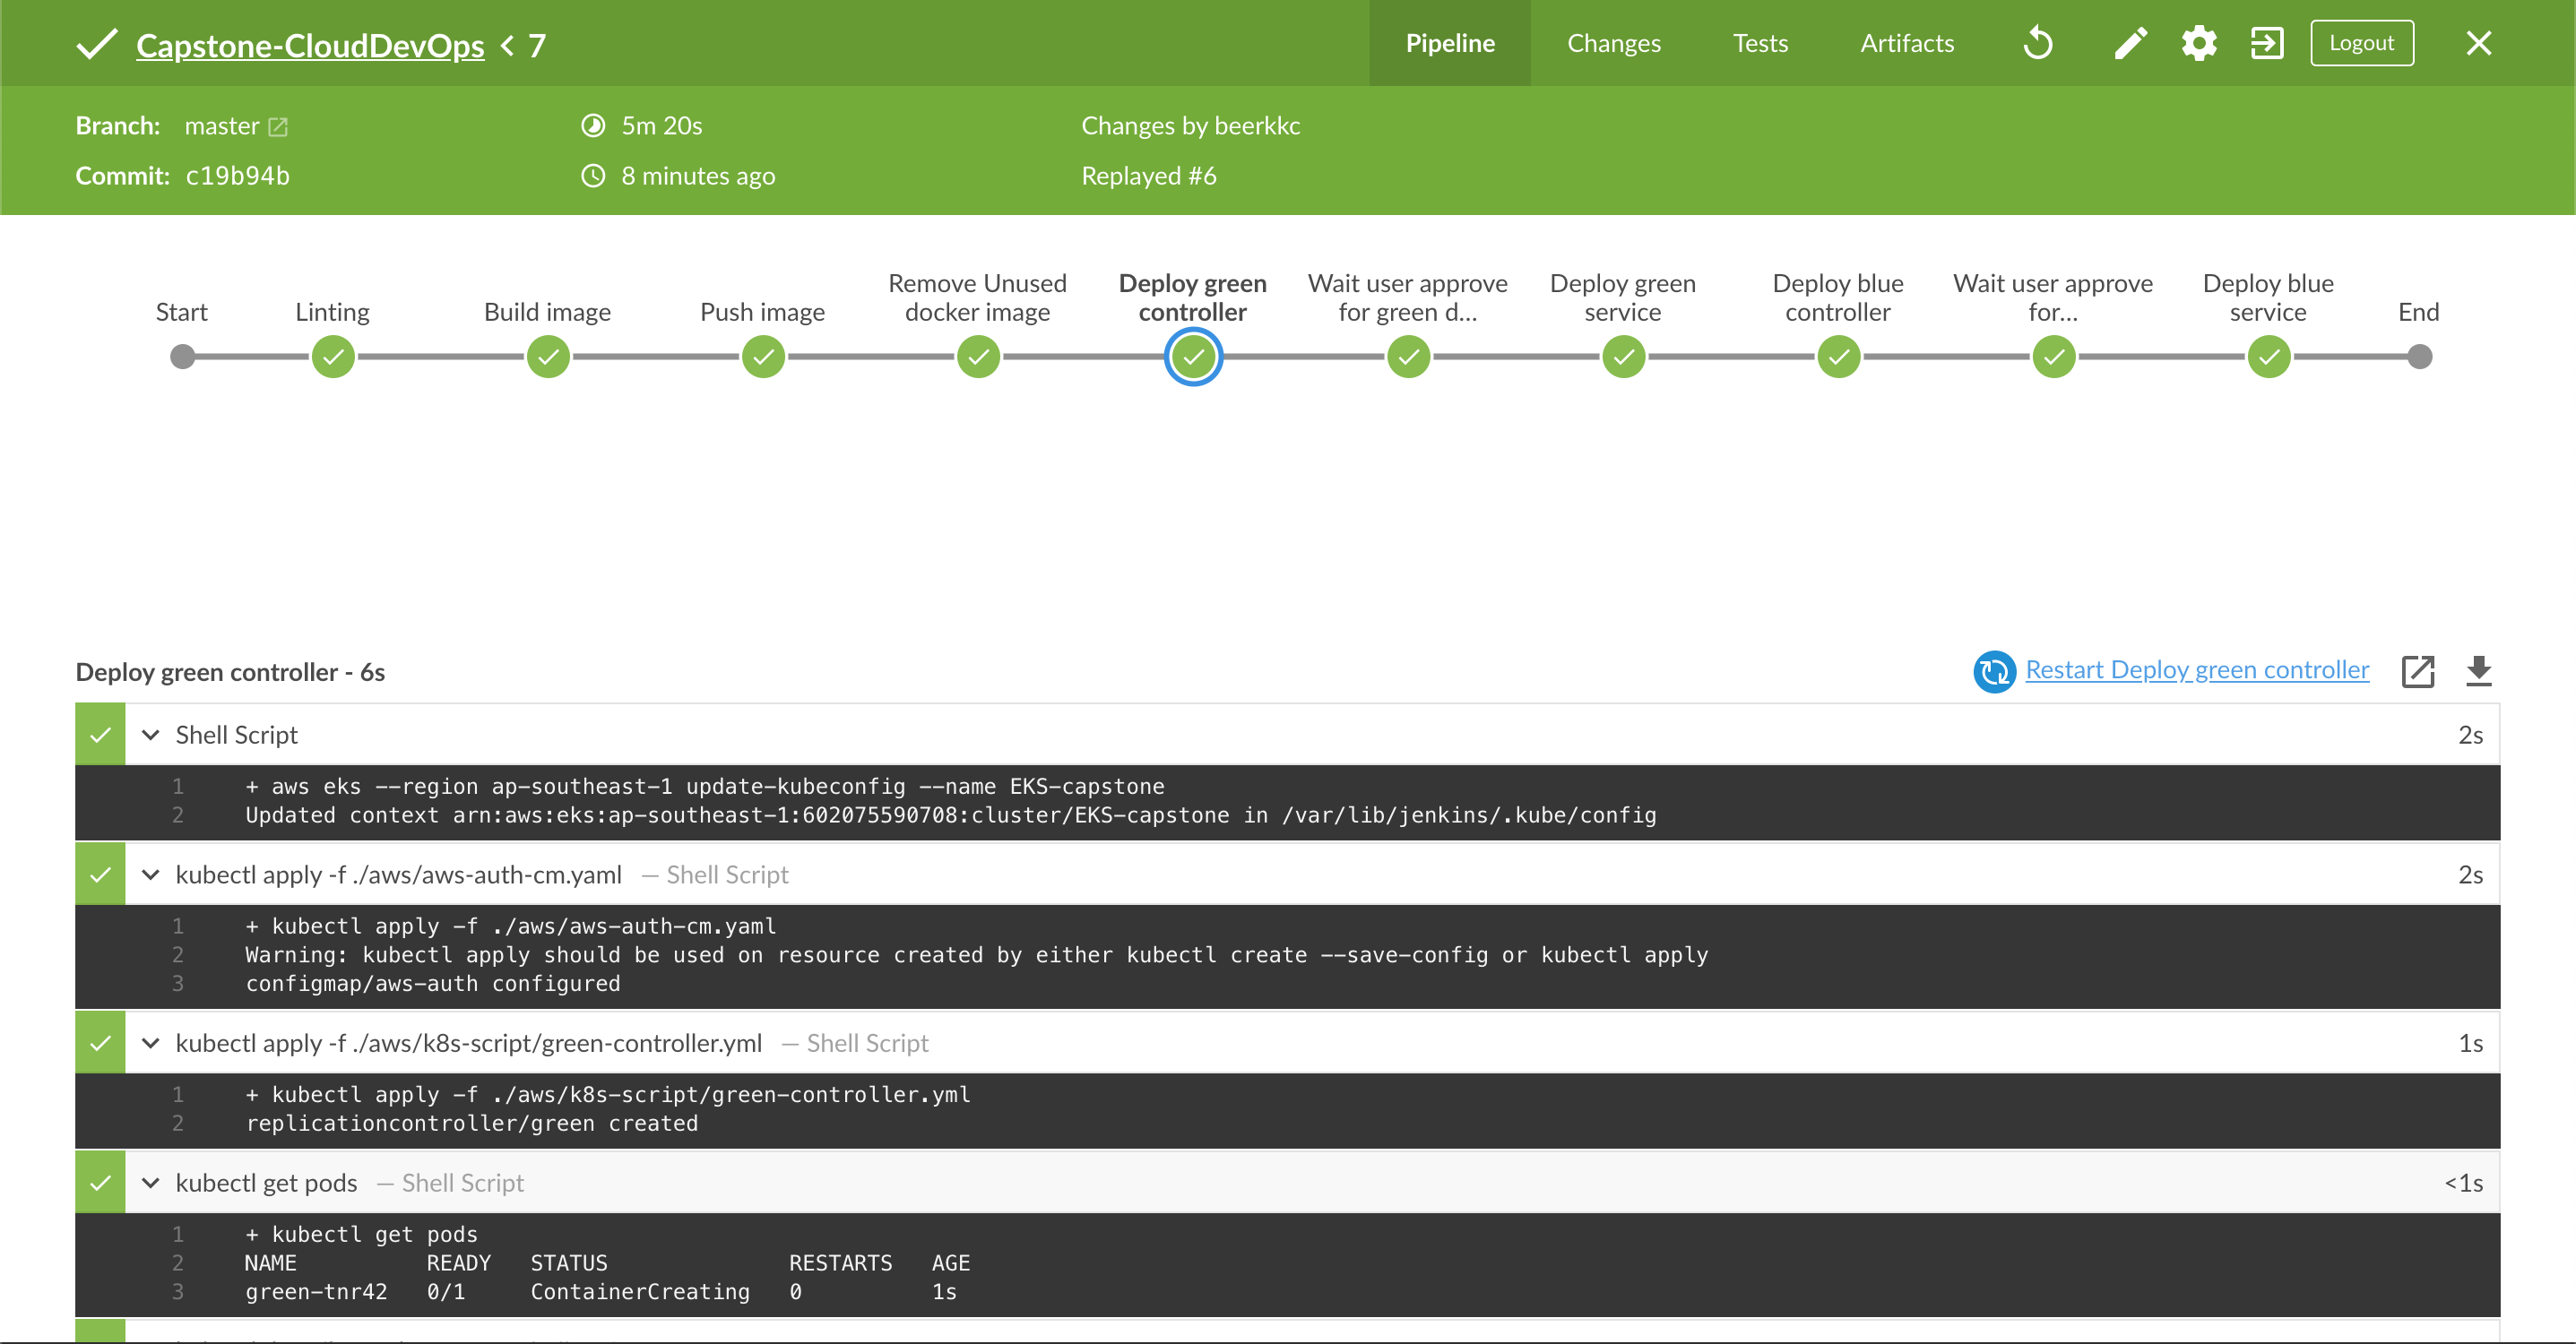 Capstone-CloudDevOps < 7
Pipeline Changes Tests Artifacts Logout
Branch: master 5m 20s Changes by beerkkc
Commit: c19b94b 8 minutes ago Replayed #6
Remove Unused Deploy green Wait user approve Deploy green Deploy blue Wait user approve Deploy blue
Start Linting Build image Push image docker image controller for green d... service controller for... service End
Deploy green controller - 6s Restart Deploy green controller
Shell Script 2s
1 + aws eks --region ap-southeast-1 update-kubeconfig --name EKS-capstone
2 Updated context arn:aws:eks:ap-southeast-1:602075590708:cluster/EKS-capstone in /var/lib/jenkins/.kube/config
kubectl apply -f ./aws/aws-auth-cm.yaml — Shell Script 2s
1 + kubectl apply -f ./aws/aws-auth-cm.yaml
2 Warning: kubectl apply should be used on resource created by either kubectl create --save-config or kubectl apply
3 configmap/aws-auth configured
kubectl apply -f ./aws/k8s-script/green-controller.yml — Shell Script 1s
1 + kubectl apply -f ./aws/k8s-script/green-controller.yml
2 replicationcontroller/green created
kubectl get pods — Shell Script <1s
1 + kubectl get pods
2 NAME READY STATUS RESTARTS AGE
3 green-tnr42 0/1 ContainerCreating 0 1s